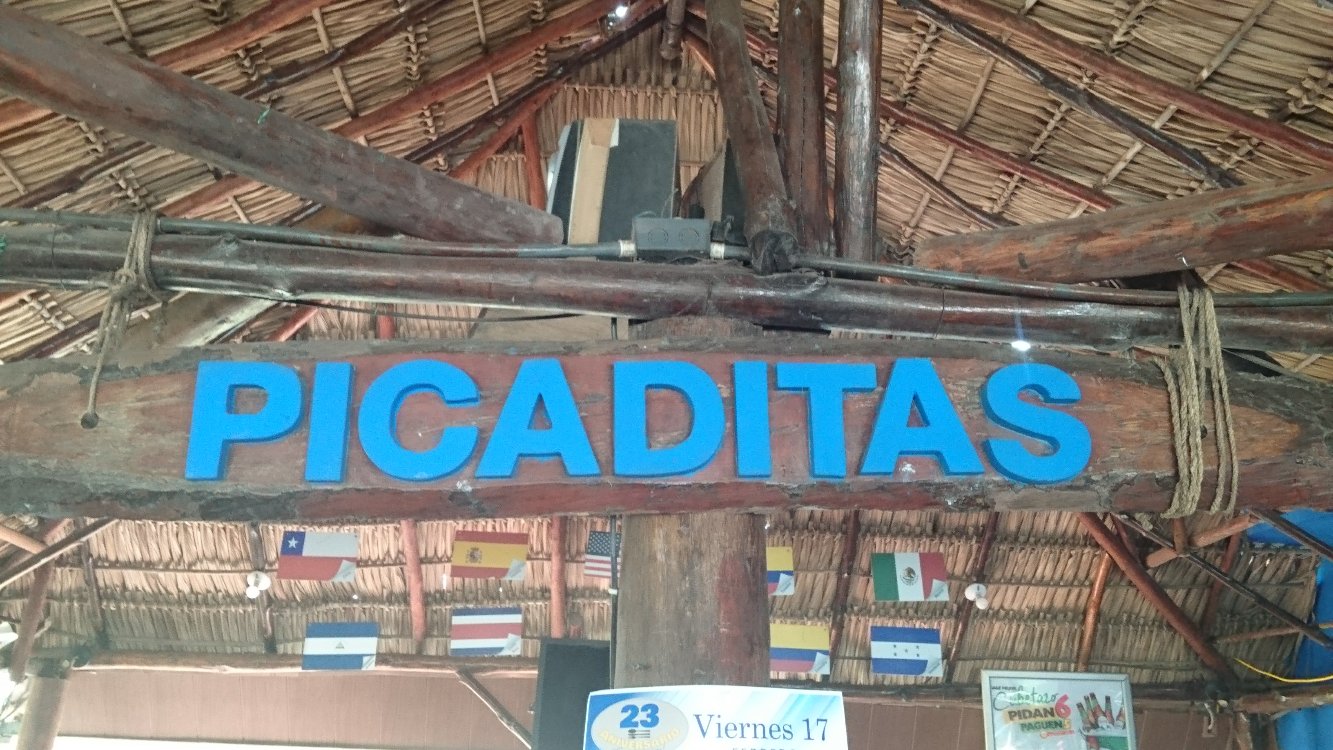 PICADITAS
23
ANIVERSARIO
Viernes 17
PIDAN 6
PAGUEN